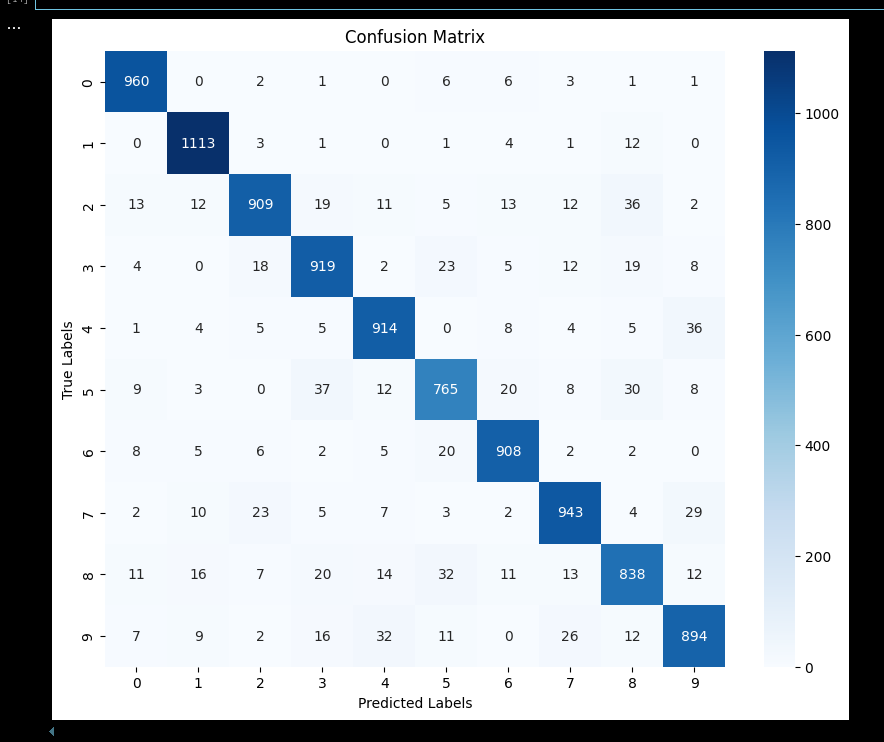 ...
Confusion Matrix
0 960 0 2 1 0 6 6 3 1 1
1 0 1113 3 1 0 1 4 1 12 0
2 13 12 909 19 11 5 13 12 36 2
3 4 0 18 919 2 23 5 12 19 8
4 1 4 5 5 914 0 8 4 5 36
5 9 3 0 37 12 765 20 8 30 8
6 8 5 6 2 5 20 908 2 2 0
7 2 10 23 5 7 3 2 943 4 29
8 11 16 7 20 14 32 11 13 838 12
9 7 9 2 16 32 11 0 26 12 894
0 1 2 3 4 5 6 7 8 9
Predicted Labels
True Labels
1000
800
600
400
200
0